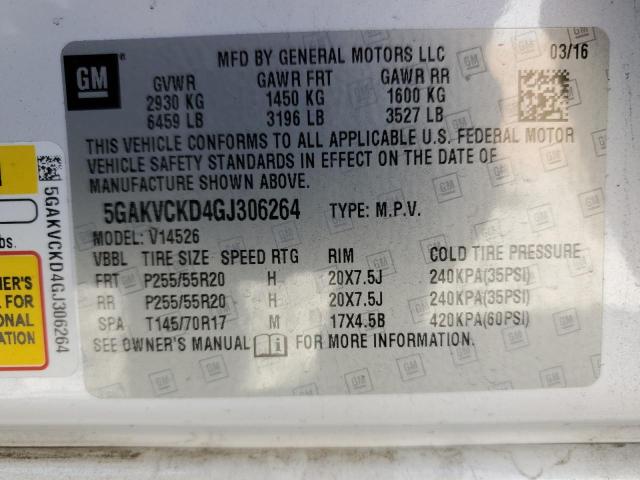 GM
MFD BY GENERAL MOTORS LLC 03/16
GVWR GAWR FRT GAWR RR
2930 KG 1450 KG 1600 KG
6459 LB 3196 LB 3527 LB
THIS VEHICLE CONFORMS TO ALL APPLICABLE U.S. FEDERAL MOTOR
VEHICLE SAFETY STANDARDS IN EFFECT ON THE DATE OF
MANUFACTURE SHOWN ABOVE.
5GAKVCKD4GJ306264 TYPE: M.P.V.
MODEL: V14526
VBBL TIRE SIZE SPEED RTG RIM COLD TIRE PRESSURE
FRT P255/55R20 H 20X7.5J 240KPA(35PSI)
RR P255/55R20 H 20X7.5J 240KPA(35PSI)
SPA T145/70R17 M 17X4.5B 420KPA(60PSI)
SEE OWNER'S MANUAL FOR MORE INFORMATION.
5GAKVCKD4GJ306264
lbs.
NER'S
FOR
ONAL
ATION